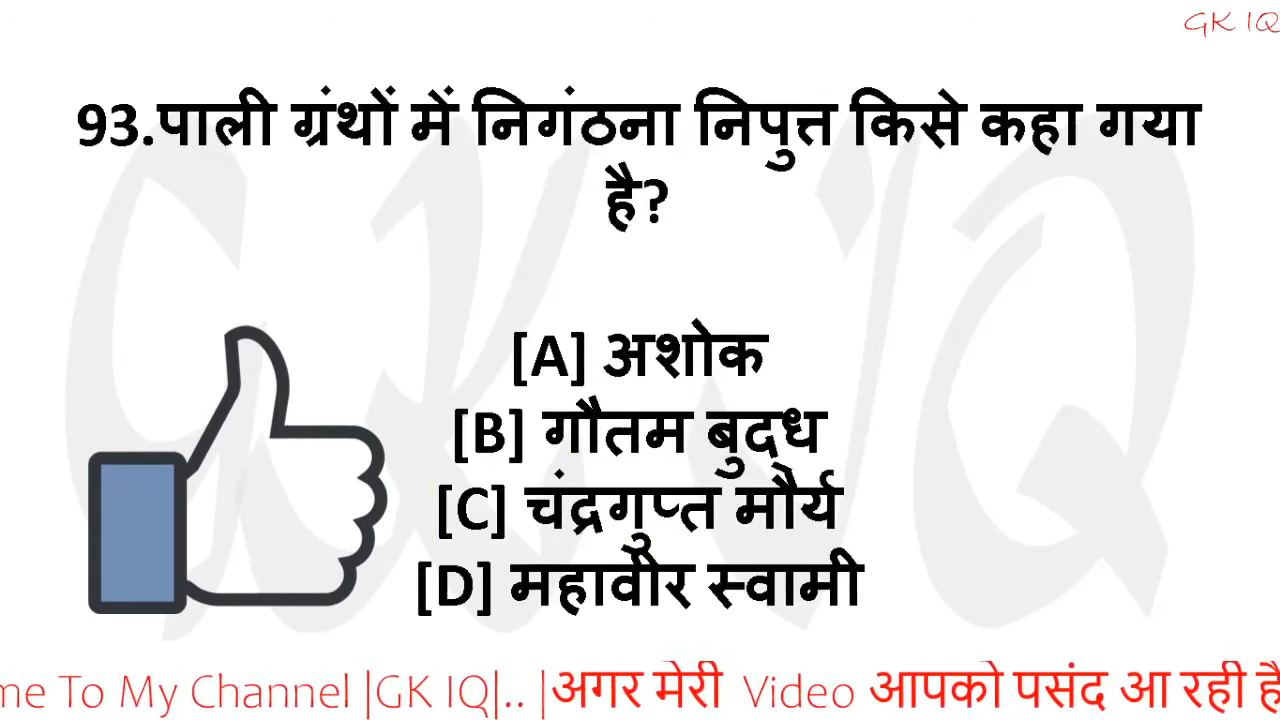 GK IQ
93.पाली ग्रंथों में निगंठना निपुत्त किसे कहा गया
है?
[A] अशोक
[B] गौतम बुद्ध
[C] चंद्रगुप्त मौर्य
[D] महावीर स्वामी
me To My Channel |GK IQ|.. |अगर मेरी Video आपको पसंद आ रही है